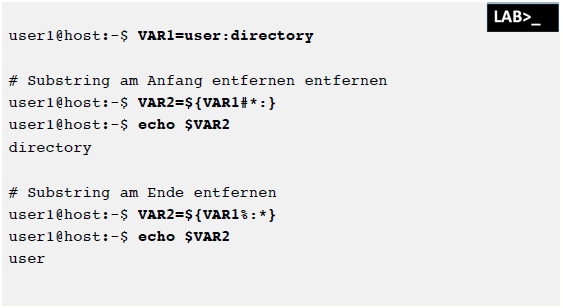 LAB>_
user1@host:~$ VAR1=user:directory
# Substring am Anfang entfernen entfernen
user1@host:~$ VAR2=${VAR1#*:}
user1@host:~$ echo $VAR2
directory
# Substring am Ende entfernen
user1@host:~$ VAR2=${VAR1%:*}
user1@host:~$ echo $VAR2
user